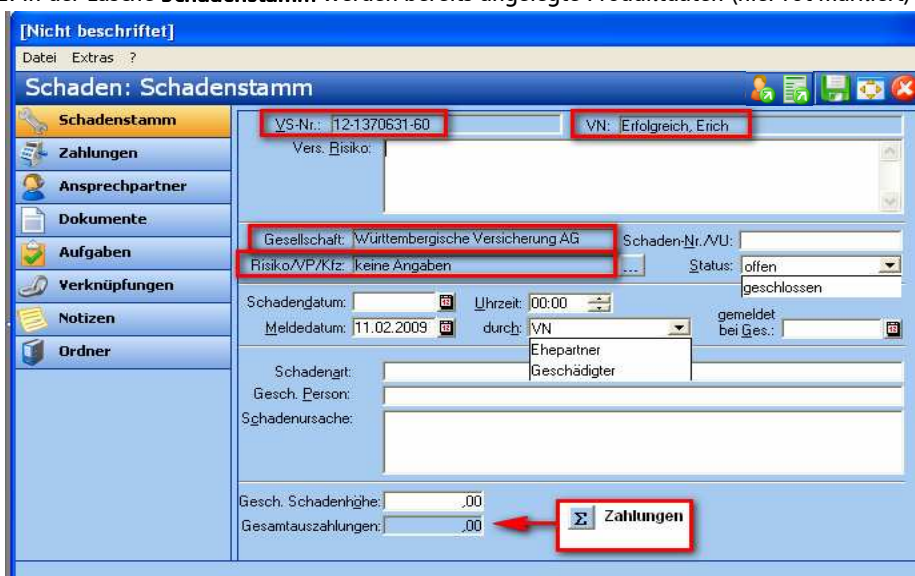 2. In der Lasche Schadenstamm werden bereits angelegte Produktdaten (hier rot markiert)
[Nicht beschriftet]
Datei Extras ?
Schaden: Schadenstamm
Schadenstamm
Zahlungen
Ansprechpartner
Dokumente
Aufgaben
Verknüpfungen
Notizen
Ordner
VS-Nr.: 12-1370631-60 VN: Erfolgreich, Erich
Vers. Risiko:
Gesellschaft: Württembergische Versicherung AG Schaden-Nr./VU:
Risiko/VP/Kfz: keine Angaben ... Status: offen
geschlossen
Schadendatum: Uhrzeit: 00:00
Meldedatum: 11.02.2009 durch: VN gemeldet bei Ges.:
Ehepartner
Geschädigter
Schadenart:
Gesch. Person:
Schadenursache:
Gesch. Schadenhöhe: ,00
Gesamtauszahlungen: ,00 Σ Zahlungen